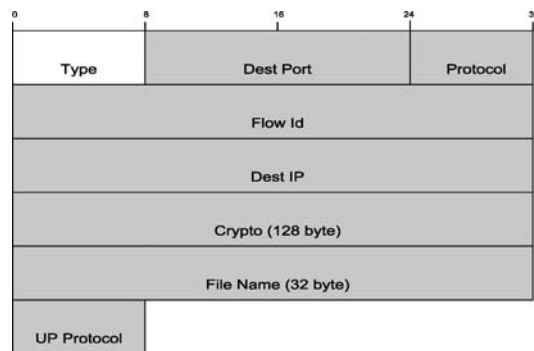 0 8 16 24 3
Type Dest Port Protocol
Flow Id
Dest IP
Crypto (128 byte)
File Name (32 byte)
UP Protocol